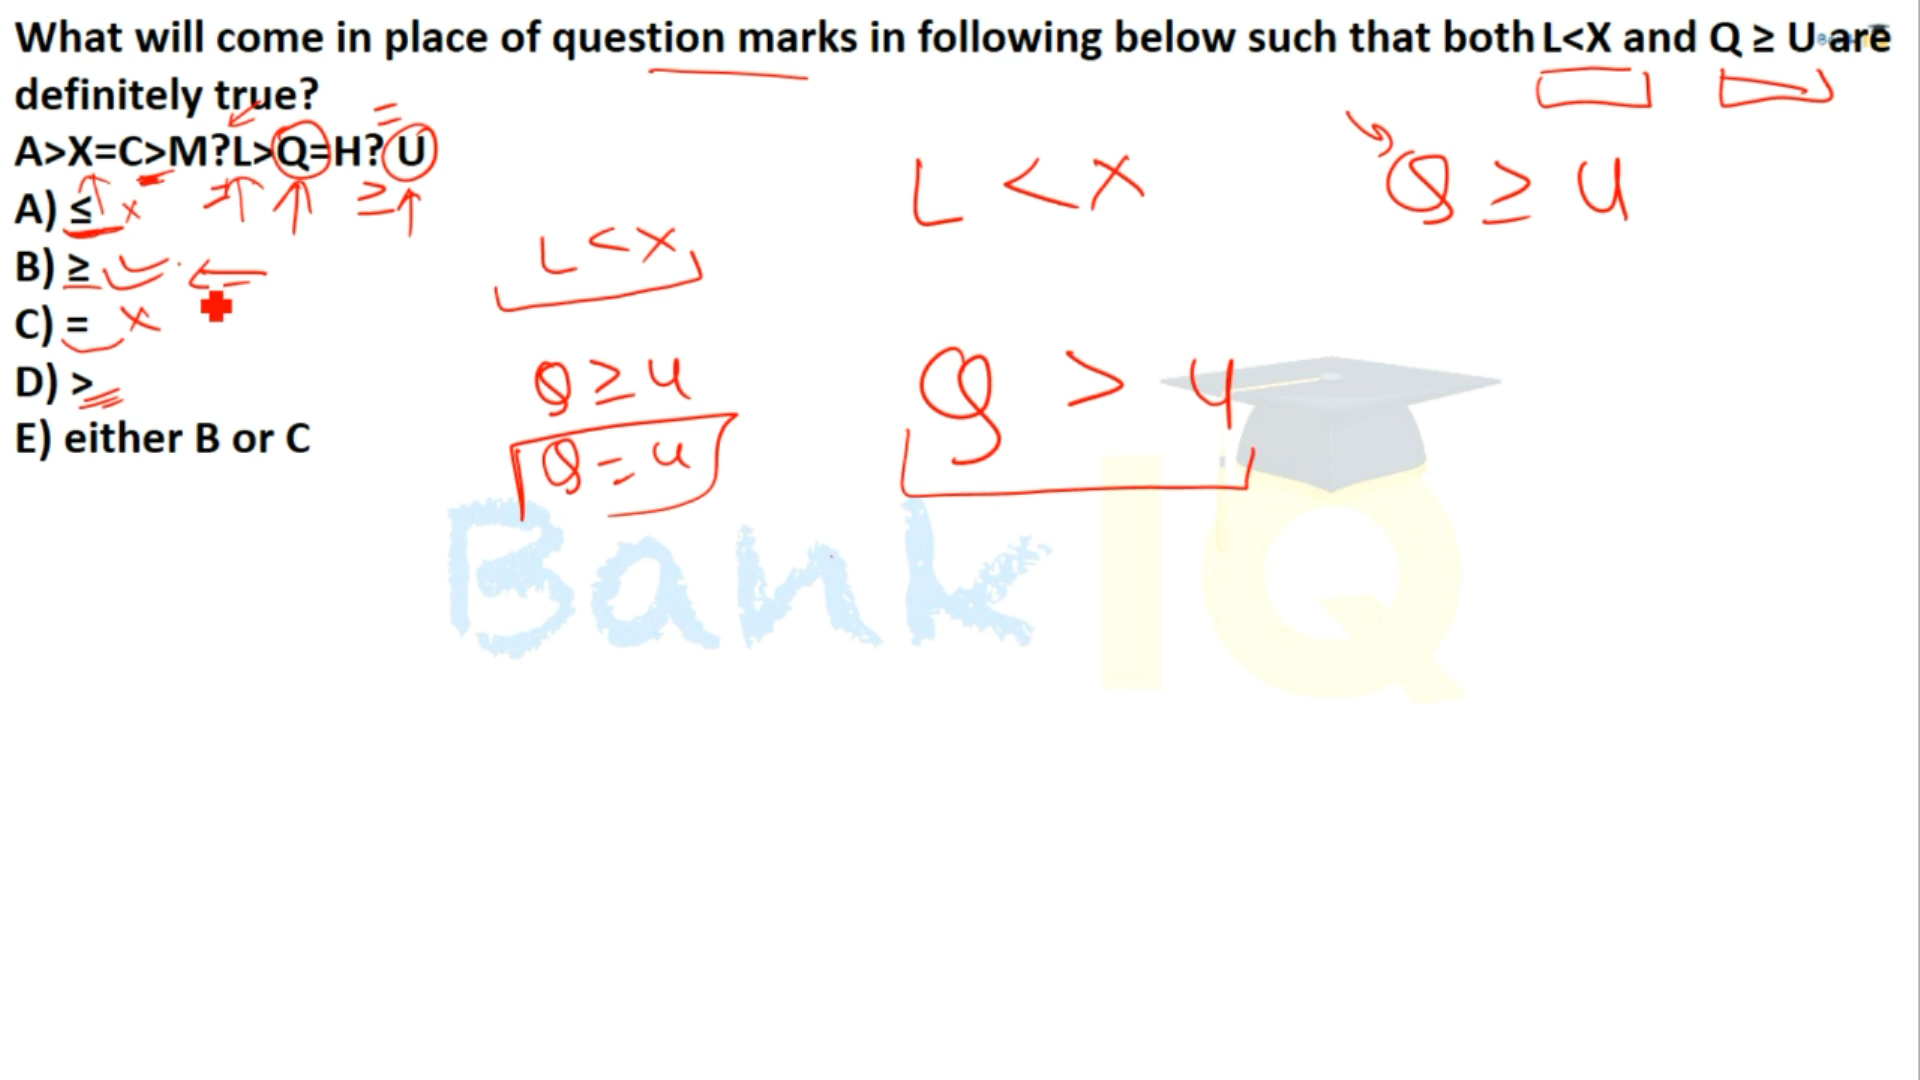 What will come in place of question marks in following below such that both L<X and Q ≥ U are
definitely true?
=
A>X=C>M?L>Q=H? U
L < X
Q ≥ U
≥
A) ≤ x
L < X
B) ≥
C) = x
D) >
Q ≥ U
Q > U
E) either B or C
Q = U
Bank IQ